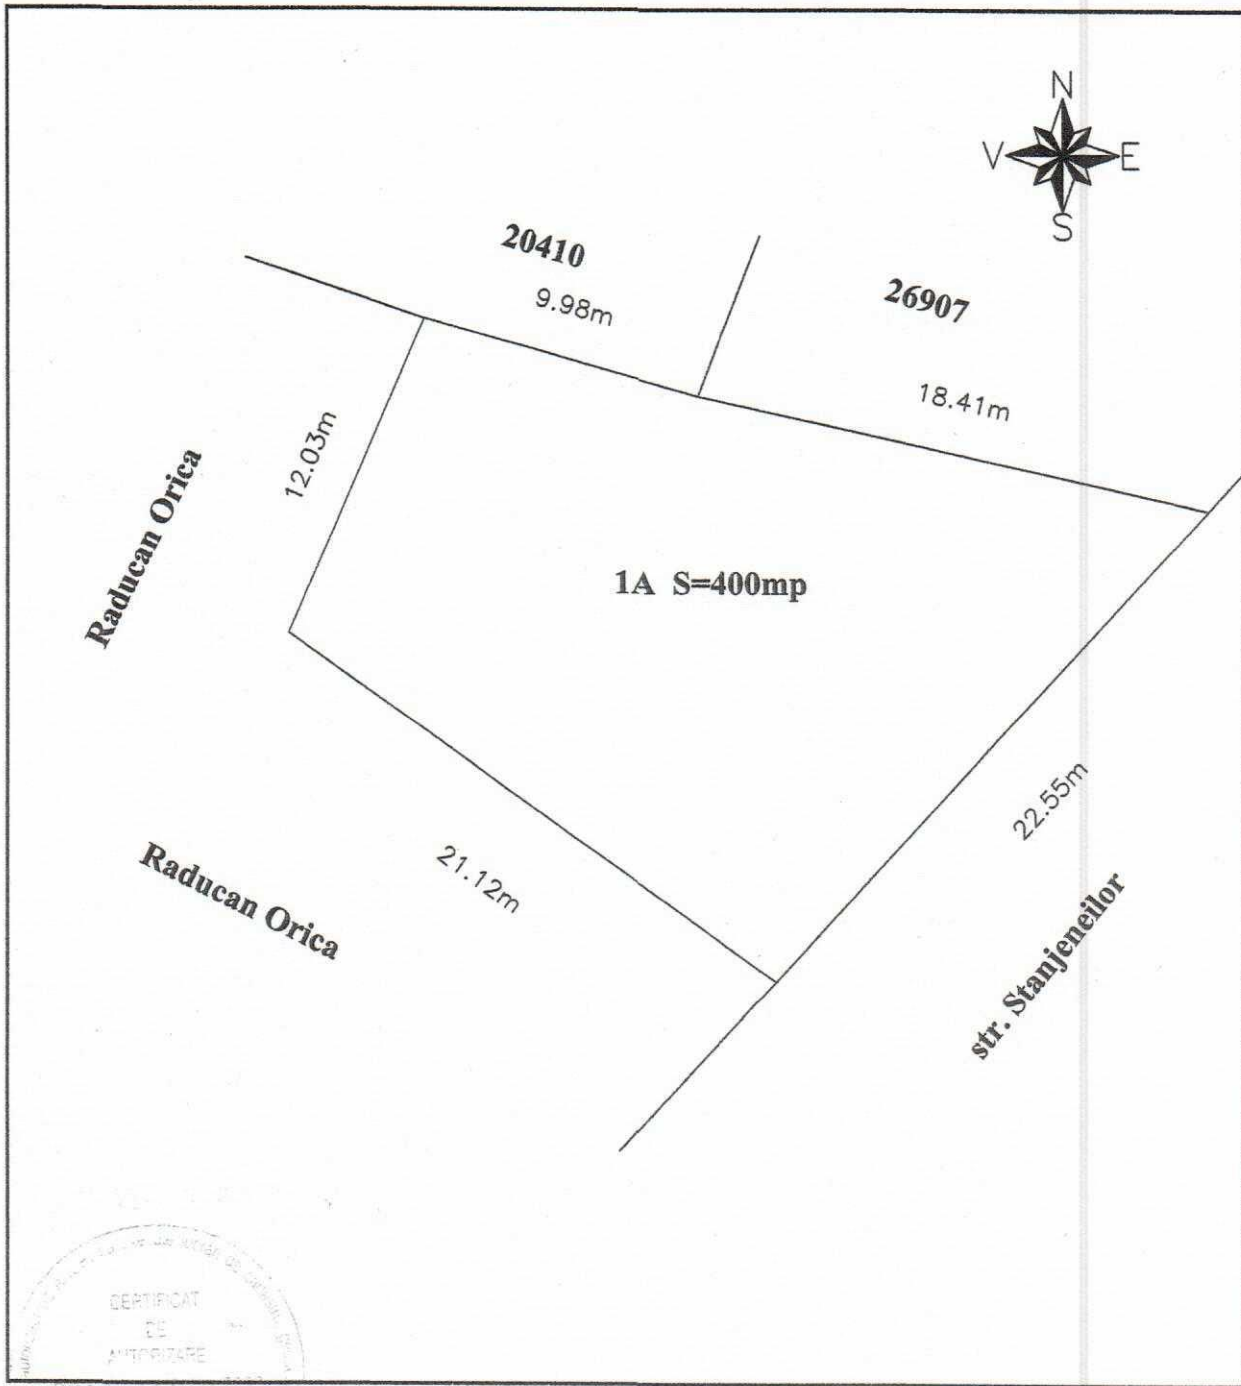 N
V E
S
20410
9.98m
26907
18.41m
12.03m
Raducan Orica
1A S=400mp
22.55m
21.12m
Raducan Orica
str. Stanjeneilor
CERTIFICAT
DE
AUTORIZARE